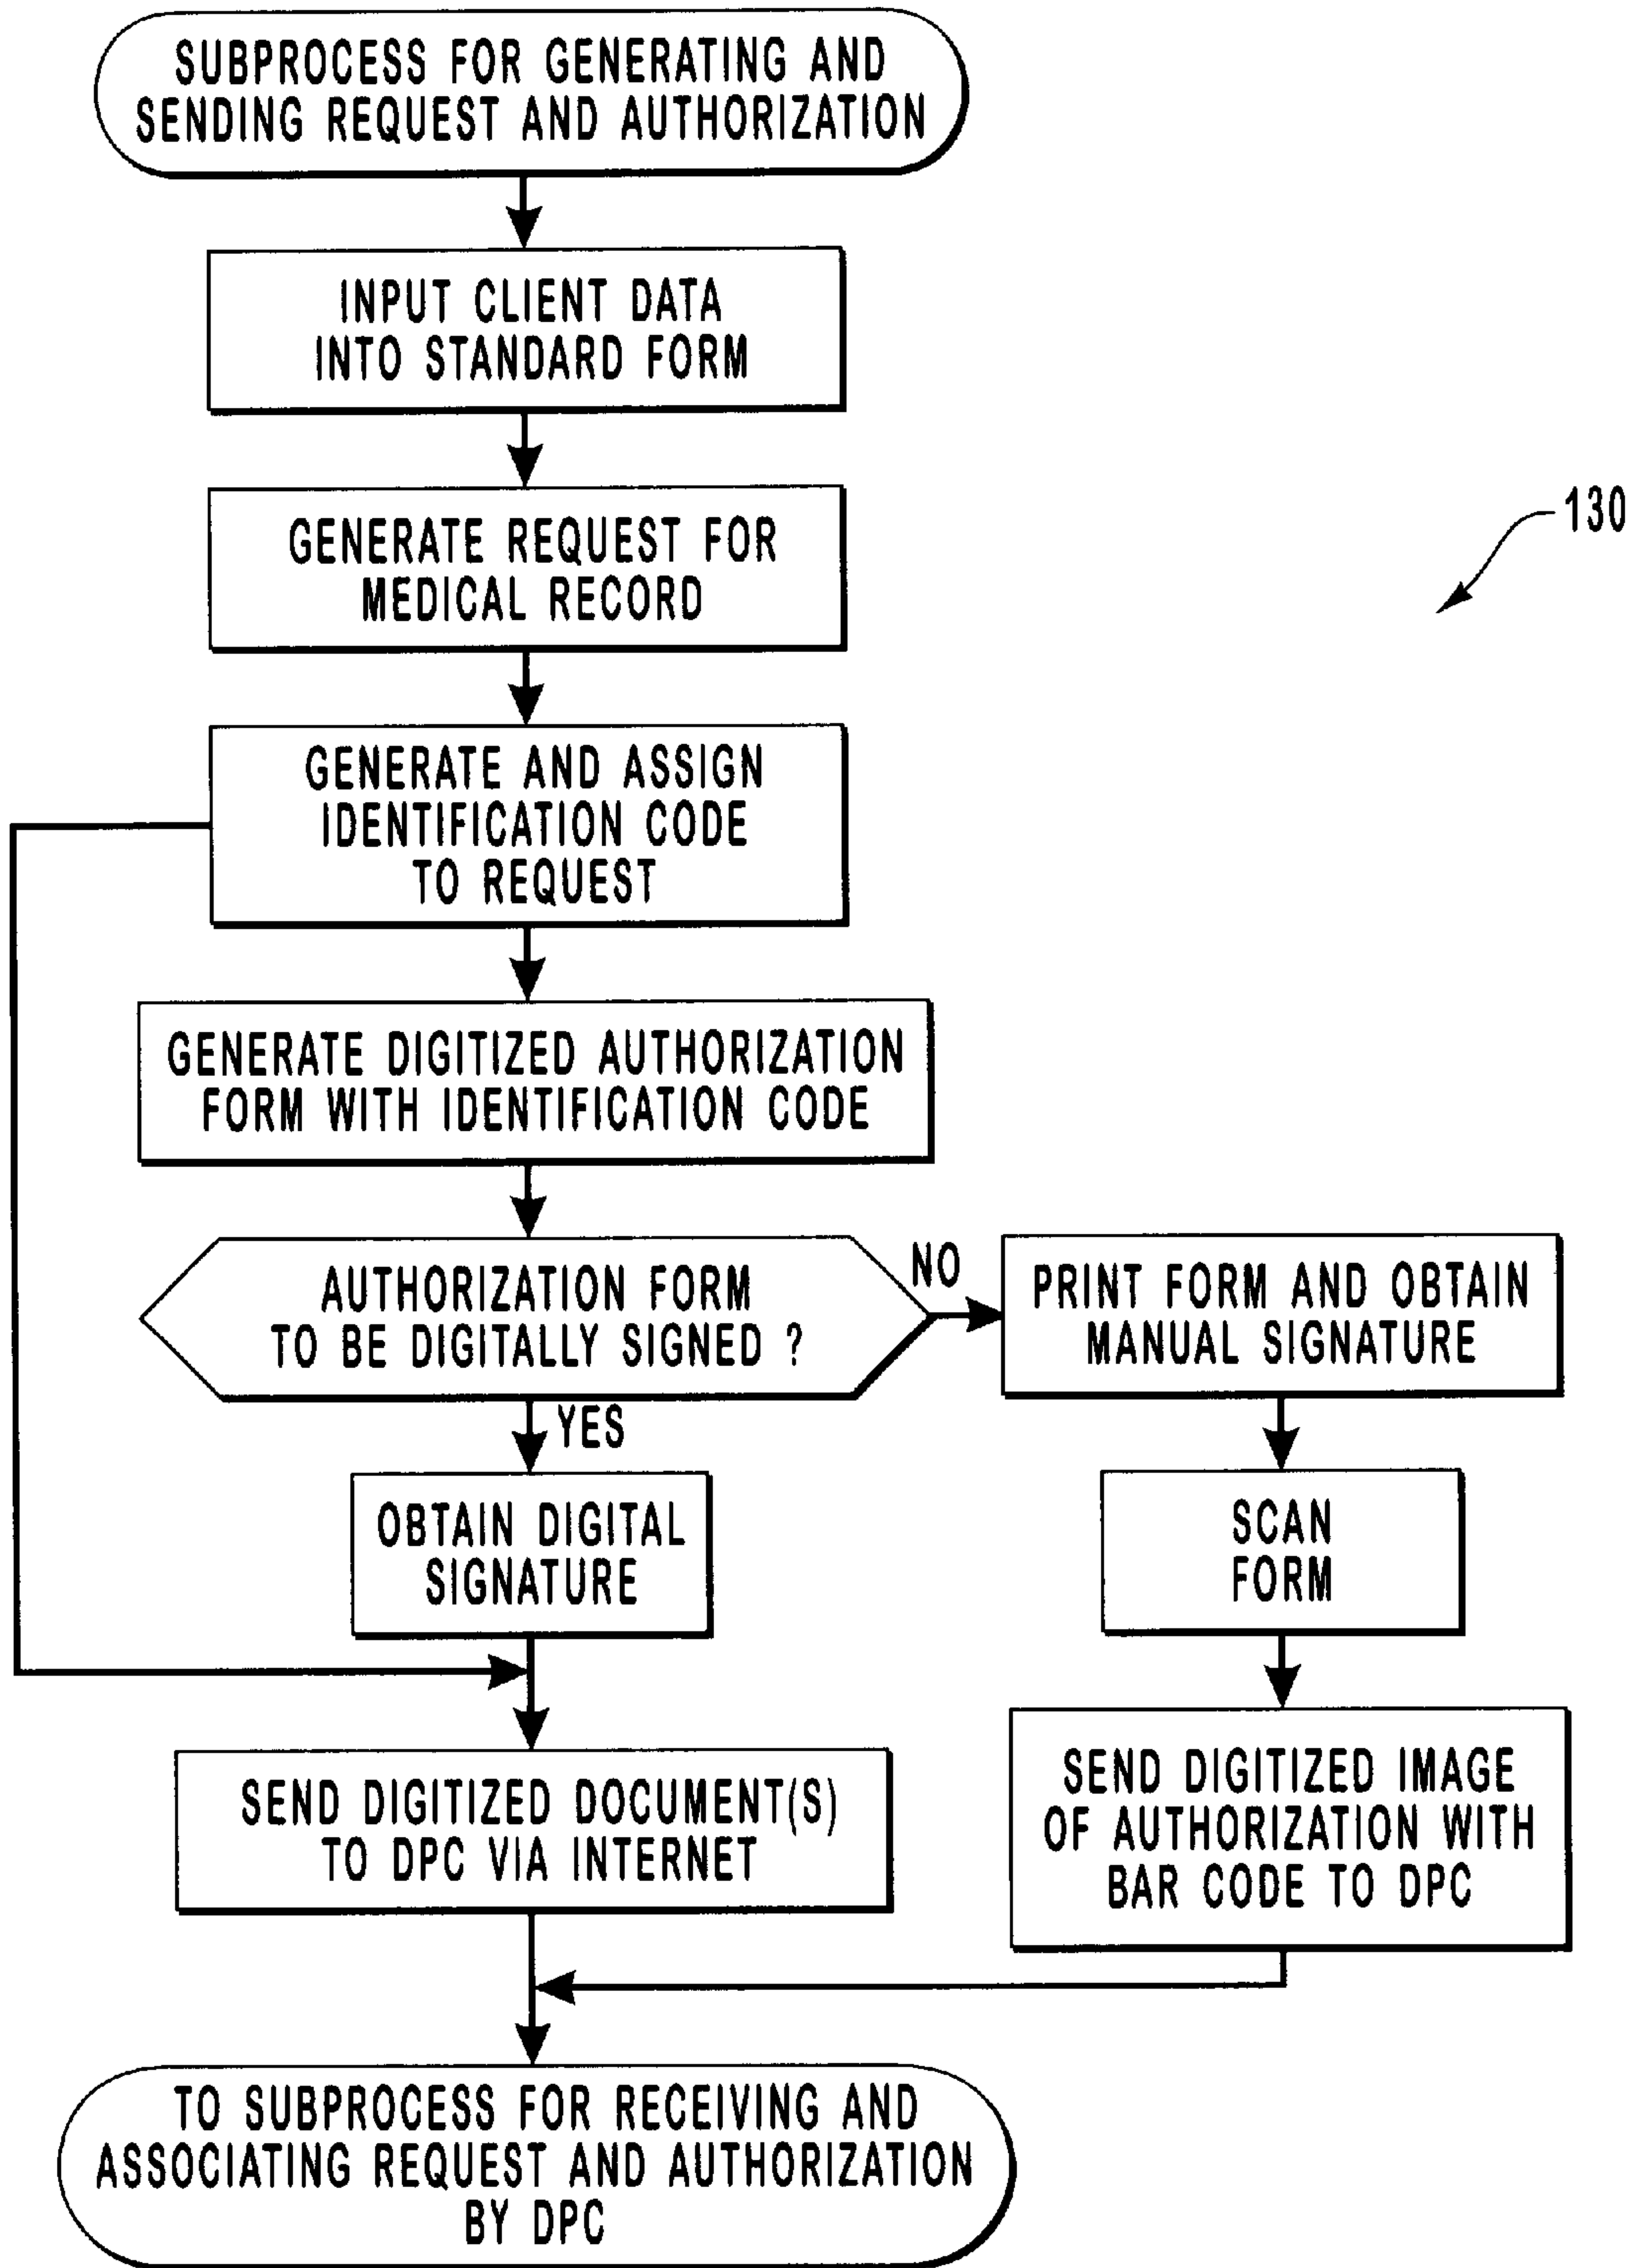 SUBPROCESS FOR GENERATING AND
SENDING REQUEST AND AUTHORIZATION
INPUT CLIENT DATA
INTO STANDARD FORM
GENERATE REQUEST FOR
MEDICAL RECORD
130
GENERATE AND ASSIGN
IDENTIFICATION CODE
TO REQUEST
GENERATE DIGITIZED AUTHORIZATION
FORM WITH IDENTIFICATION CODE
AUTHORIZATION FORM
TO BE DIGITALLY SIGNED ?
NO
PRINT FORM AND OBTAIN
MANUAL SIGNATURE
YES
OBTAIN DIGITAL
SIGNATURE
SCAN
FORM
SEND DIGITIZED DOCUMENT(S)
TO DPC VIA INTERNET
SEND DIGITIZED IMAGE
OF AUTHORIZATION WITH
BAR CODE TO DPC
TO SUBPROCESS FOR RECEIVING AND
ASSOCIATING REQUEST AND AUTHORIZATION
BY DPC